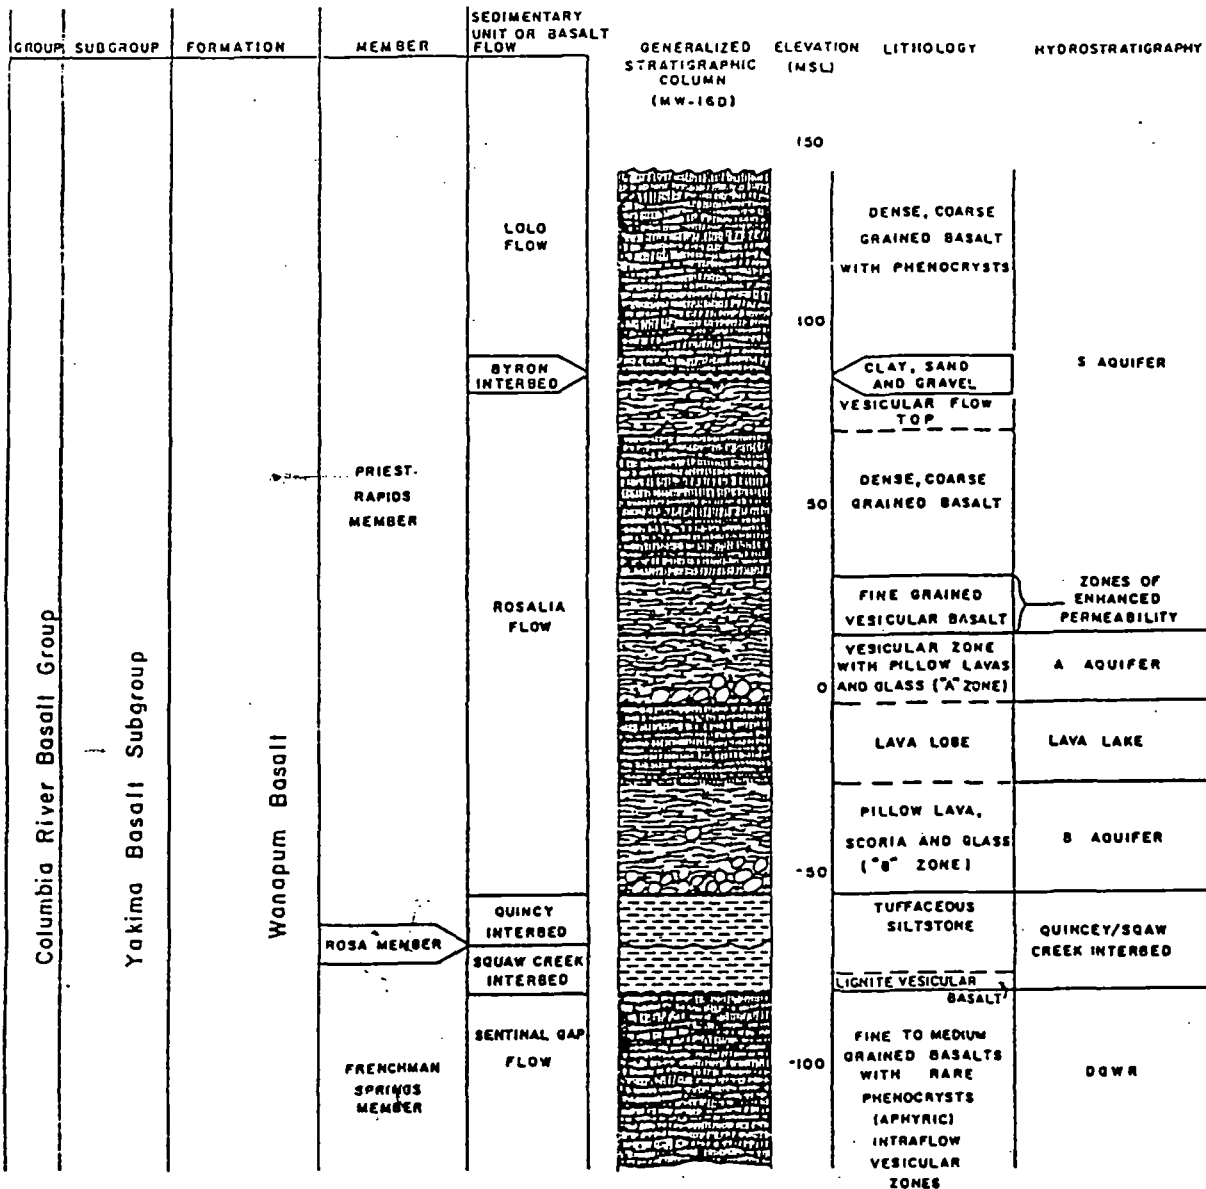 GROUP SUBGROUP FORMATION MEMBER
SEDIMENTARY
UNIT OR BASALT
FLOW
GENERALIZED
STRATIGRAPHIC
COLUMN
(MW-16D)
ELEVATION
(MSL)
LITHOLOGY
HYDROSTRATIGRAPHY
Columbia River Basalt Group
Yakima Basalt Subgroup
Wanapum Basalt
PRIEST-
RAPIDS
MEMBER
ROSA MEMBER
FRENCHMAN
SPRINGS
MEMBER
LOLO
FLOW
BYRON
INTERBED
ROSALIA
FLOW
QUINCY
INTERBED
SQUAW CREEK
INTERBED
SENTINAL GAP
FLOW
150
100
50
0
-50
-100
DENSE, COARSE
GRAINED BASALT
WITH PHENOCRYSTS
CLAY, SAND
AND GRAVEL
VESICULAR FLOW
TOP
DENSE, COARSE
GRAINED BASALT
FINE GRAINED
VESICULAR BASALT
VESICULAR ZONE
WITH PILLOW LAVAS
AND GLASS ("A" ZONE)
LAVA LOBE
PILLOW LAVA,
SCORIA AND GLASS
("B" ZONE)
TUFFACEOUS
SILTSTONE
LIGNITE VESICULAR
BASALT
FINE TO MEDIUM
GRAINED BASALTS
WITH RARE
PHENOCRYSTS
(APHYRIC)
INTRAFLOW
VESICULAR
ZONES
S AQUIFER
ZONES OF
ENHANCED
PERMEABILITY
A AQUIFER
LAVA LAKE
B AQUIFER
QUINCEY/SQAW
CREEK INTERBED
DGWR